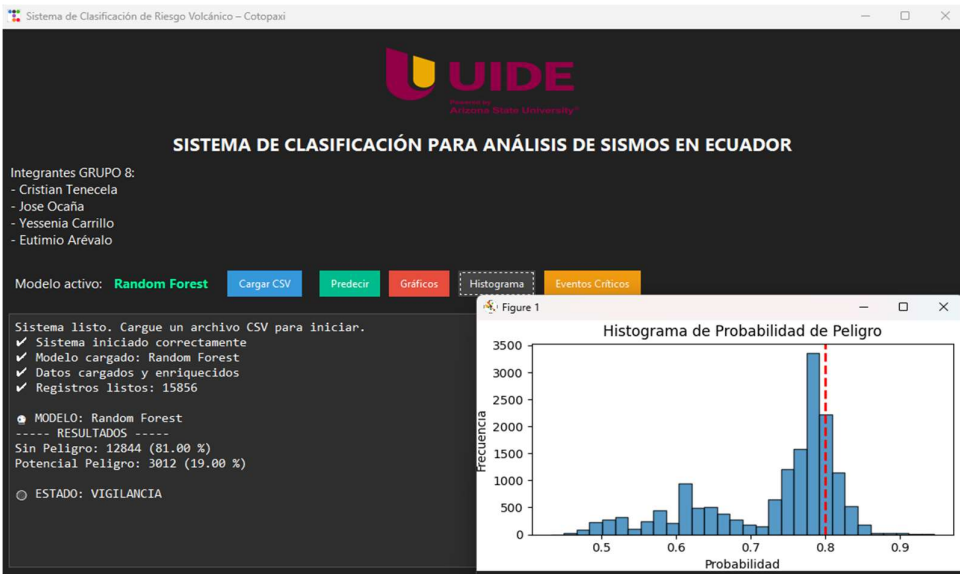 Sistema de Clasificación de Riesgo Volcánico – Cotopaxi
UIDE
Powered by
Arizona State University
SISTEMA DE CLASIFICACIÓN PARA ANÁLISIS DE SISMOS EN ECUADOR
Integrantes GRUPO 8:
- Cristian Tenecela
- Jose Ocaña
- Yessenia Carrillo
- Eutimio Arévalo
Modelo activo: Random Forest Cargar CSV Predecir Gráficos Histograma Eventos Críticos
Sistema listo. Cargue un archivo CSV para iniciar.
✔ Sistema iniciado correctamente
✔ Modelo cargado: Random Forest
✔ Datos cargados y enriquecidos
✔ Registros listos: 15856
MODELO: Random Forest
----- RESULTADOS -----
Sin Peligro: 12844 (81.00 %)
Potencial Peligro: 3012 (19.00 %)
ESTADO: VIGILANCIA
Figure 1
Histograma de Probabilidad de Peligro
Frecuencia
3500
3000
2500
2000
1500
1000
500
0
0.5 0.6 0.7 0.8 0.9
Probabilidad